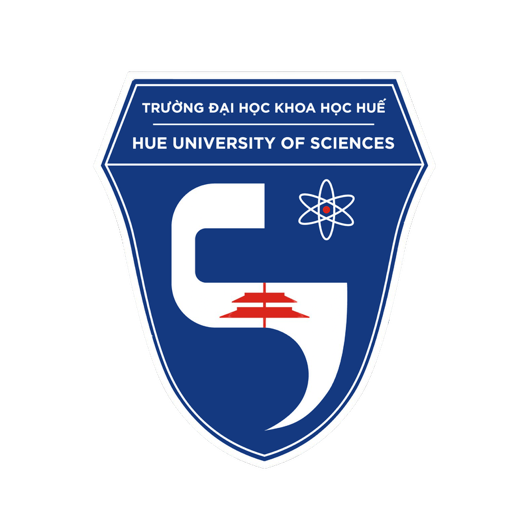 TRƯỜNG ĐẠI HỌC KHOA HỌC HUẾ
HUE UNIVERSITY OF SCIENCES